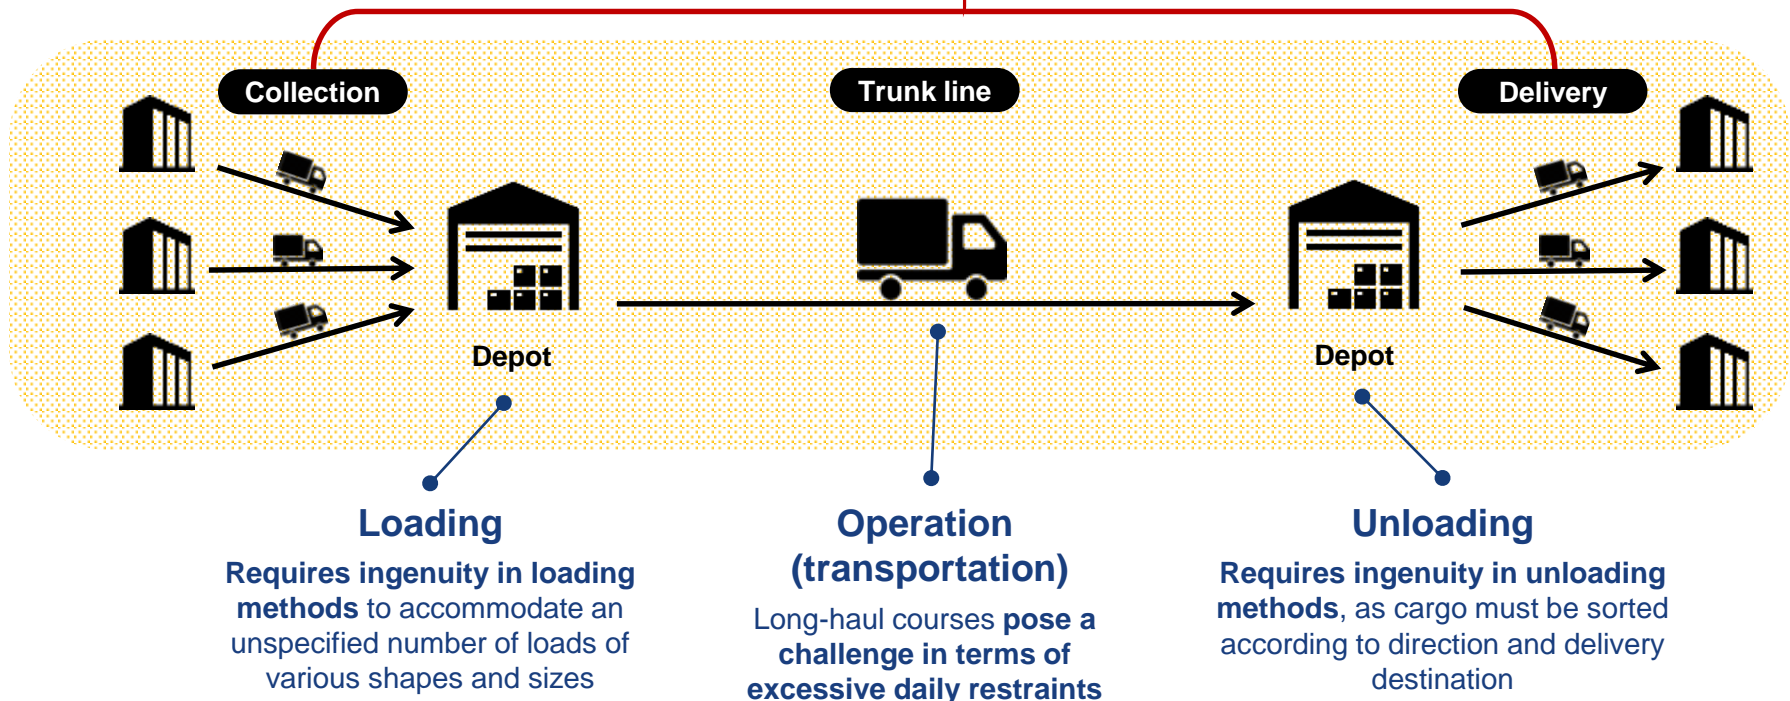 Collection
Trunk line
Delivery
Depot
Depot
Loading
Requires ingenuity in loading
methods to accommodate an
unspecified number of loads of
various shapes and sizes
Operation
(transportation)
Long-haul courses pose a
challenge in terms of
excessive daily restraints
Unloading
Requires ingenuity in unloading
methods, as cargo must be sorted
according to direction and delivery
destination